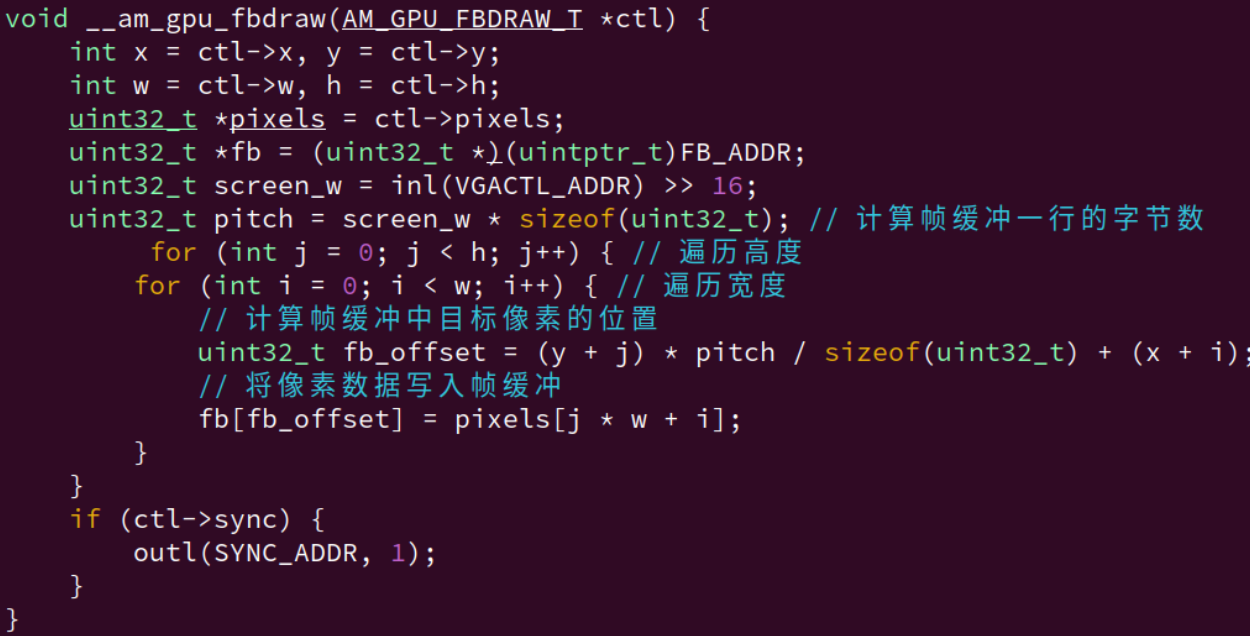 void __am_gpu_fbdraw(AM_GPU_FBDRAW_T *ctl) {
    int x = ctl->x, y = ctl->y;
    int w = ctl->w, h = ctl->h;
    uint32_t *pixels = ctl->pixels;
    uint32_t *fb = (uint32_t *)(uintptr_t)FB_ADDR;
    uint32_t screen_w = inl(VGACTL_ADDR) >> 16;
    uint32_t pitch = screen_w * sizeof(uint32_t); // 计算帧缓冲一行的字节数
         for (int j = 0; j < h; j++) { // 遍历高度
        for (int i = 0; i < w; i++) { // 遍历宽度
            // 计算帧缓冲中目标像素的位置
            uint32_t fb_offset = (y + j) * pitch / sizeof(uint32_t) + (x + i);
            // 将像素数据写入帧缓冲
            fb[fb_offset] = pixels[j * w + i];
        }
    }
    if (ctl->sync) {
        outl(SYNC_ADDR, 1);
    }
}